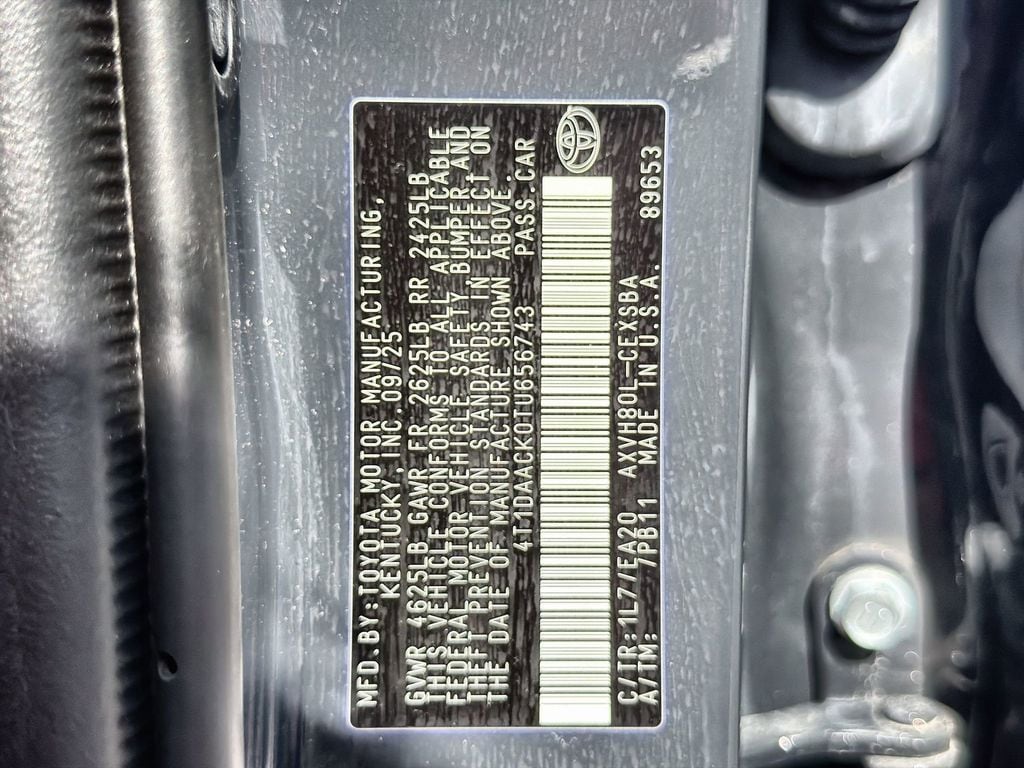 MFD.BY:TOYOTA MOTOR MANUFACTURING,
KENTUCKY, INC. 09/25
GVWR 4625LB GAWR FR 2625LB RR 2425LB
THIS VEHICLE CONFORMS TO ALL APPLICABLE
FEDERAL MOTOR VEHICLE SAFETY BUMPER AND
THEFT PREVENTION STANDARDS IN EFFECT ON
THE DATE OF MANUFACTURE SHOWN ABOVE.
4T1DAACK0TU656743 PASS.CAR
C/TR:1L7/EA20 AXVH80L-CEXSBA
A/TM: 7PB11 MADE IN U.S.A. 89653